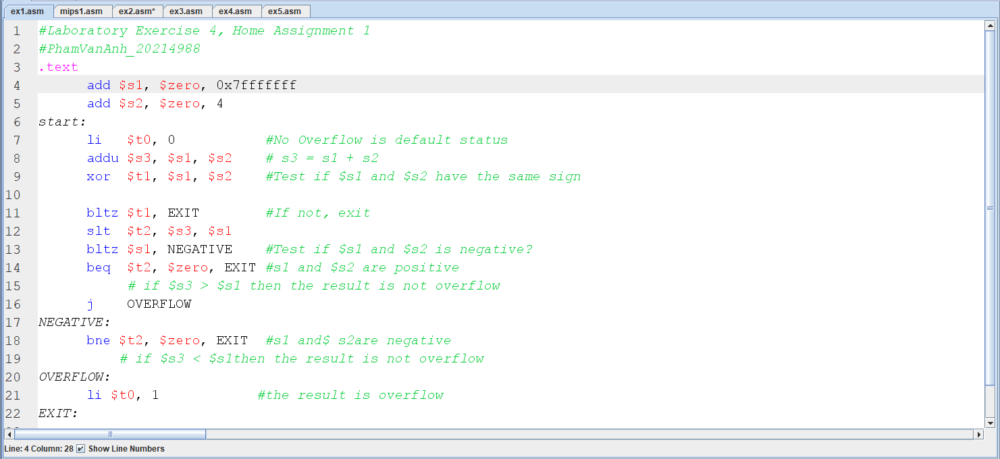 ex1.asm mips1.asm ex2.asm* ex3.asm ex4.asm ex5.asm
1 #Laboratory Exercise 4, Home Assignment 1
2 #PhamVanAnh_20214988
3 .text
4 add $s1, $zero, 0x7fffffff
5 add $s2, $zero, 4
6 start:
7 li $t0, 0 #No Overflow is default status
8 addu $s3, $s1, $s2 # s3 = s1 + s2
9 xor $t1, $s1, $s2 #Test if $s1 and $s2 have the same sign
10
11 bltz $t1, EXIT #If not, exit
12 slt $t2, $s3, $s1
13 bltz $s1, NEGATIVE #Test if $s1 and $s2 is negative?
14 beq $t2, $zero, EXIT #s1 and $s2 are positive
15 # if $s3 > $s1 then the result is not overflow
16 j OVERFLOW
17 NEGATIVE:
18 bne $t2, $zero, EXIT #s1 and$ s2are negative
19 # if $s3 < $s1then the result is not overflow
20 OVERFLOW:
21 li $t0, 1 #the result is overflow
22 EXIT:
Line: 4 Column: 28 Show Line Numbers